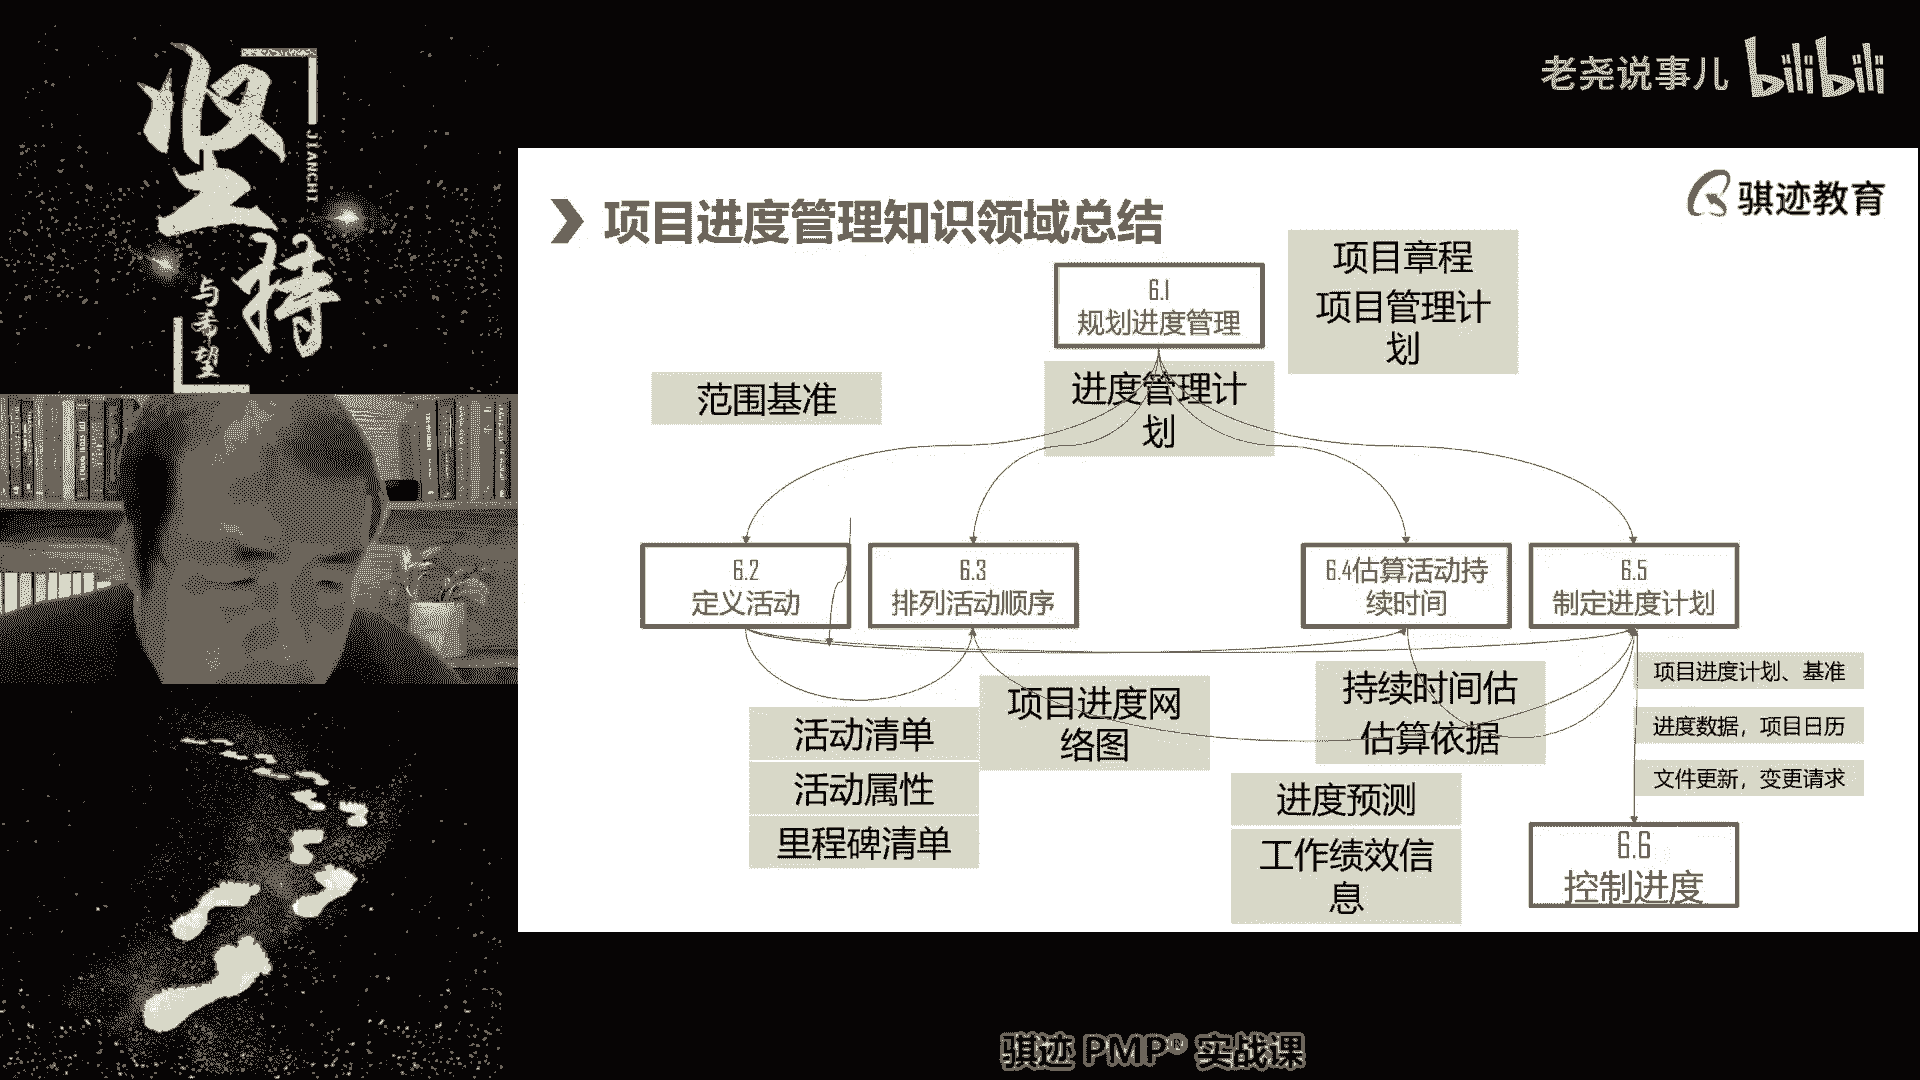 坚
持
JIANCHI
与希望
老尧说事儿 bilibili
骐迹教育
项目进度管理知识领域总结
6.1
规划进度管理
项目章程
项目管理计
划
范围基准
进度管理计
划
6.2
定义活动
6.3
排列活动顺序
6.4估算活动持
续时间
6.5
制定进度计划
活动清单
活动属性
里程碑清单
项目进度网
络图
持续时间估
估算依据
项目进度计划、基准
进度数据，项目日历
文件更新，变更请求
进度预测
工作绩效信
息
6.6
控制进度
骐迹 PMP® 实战课